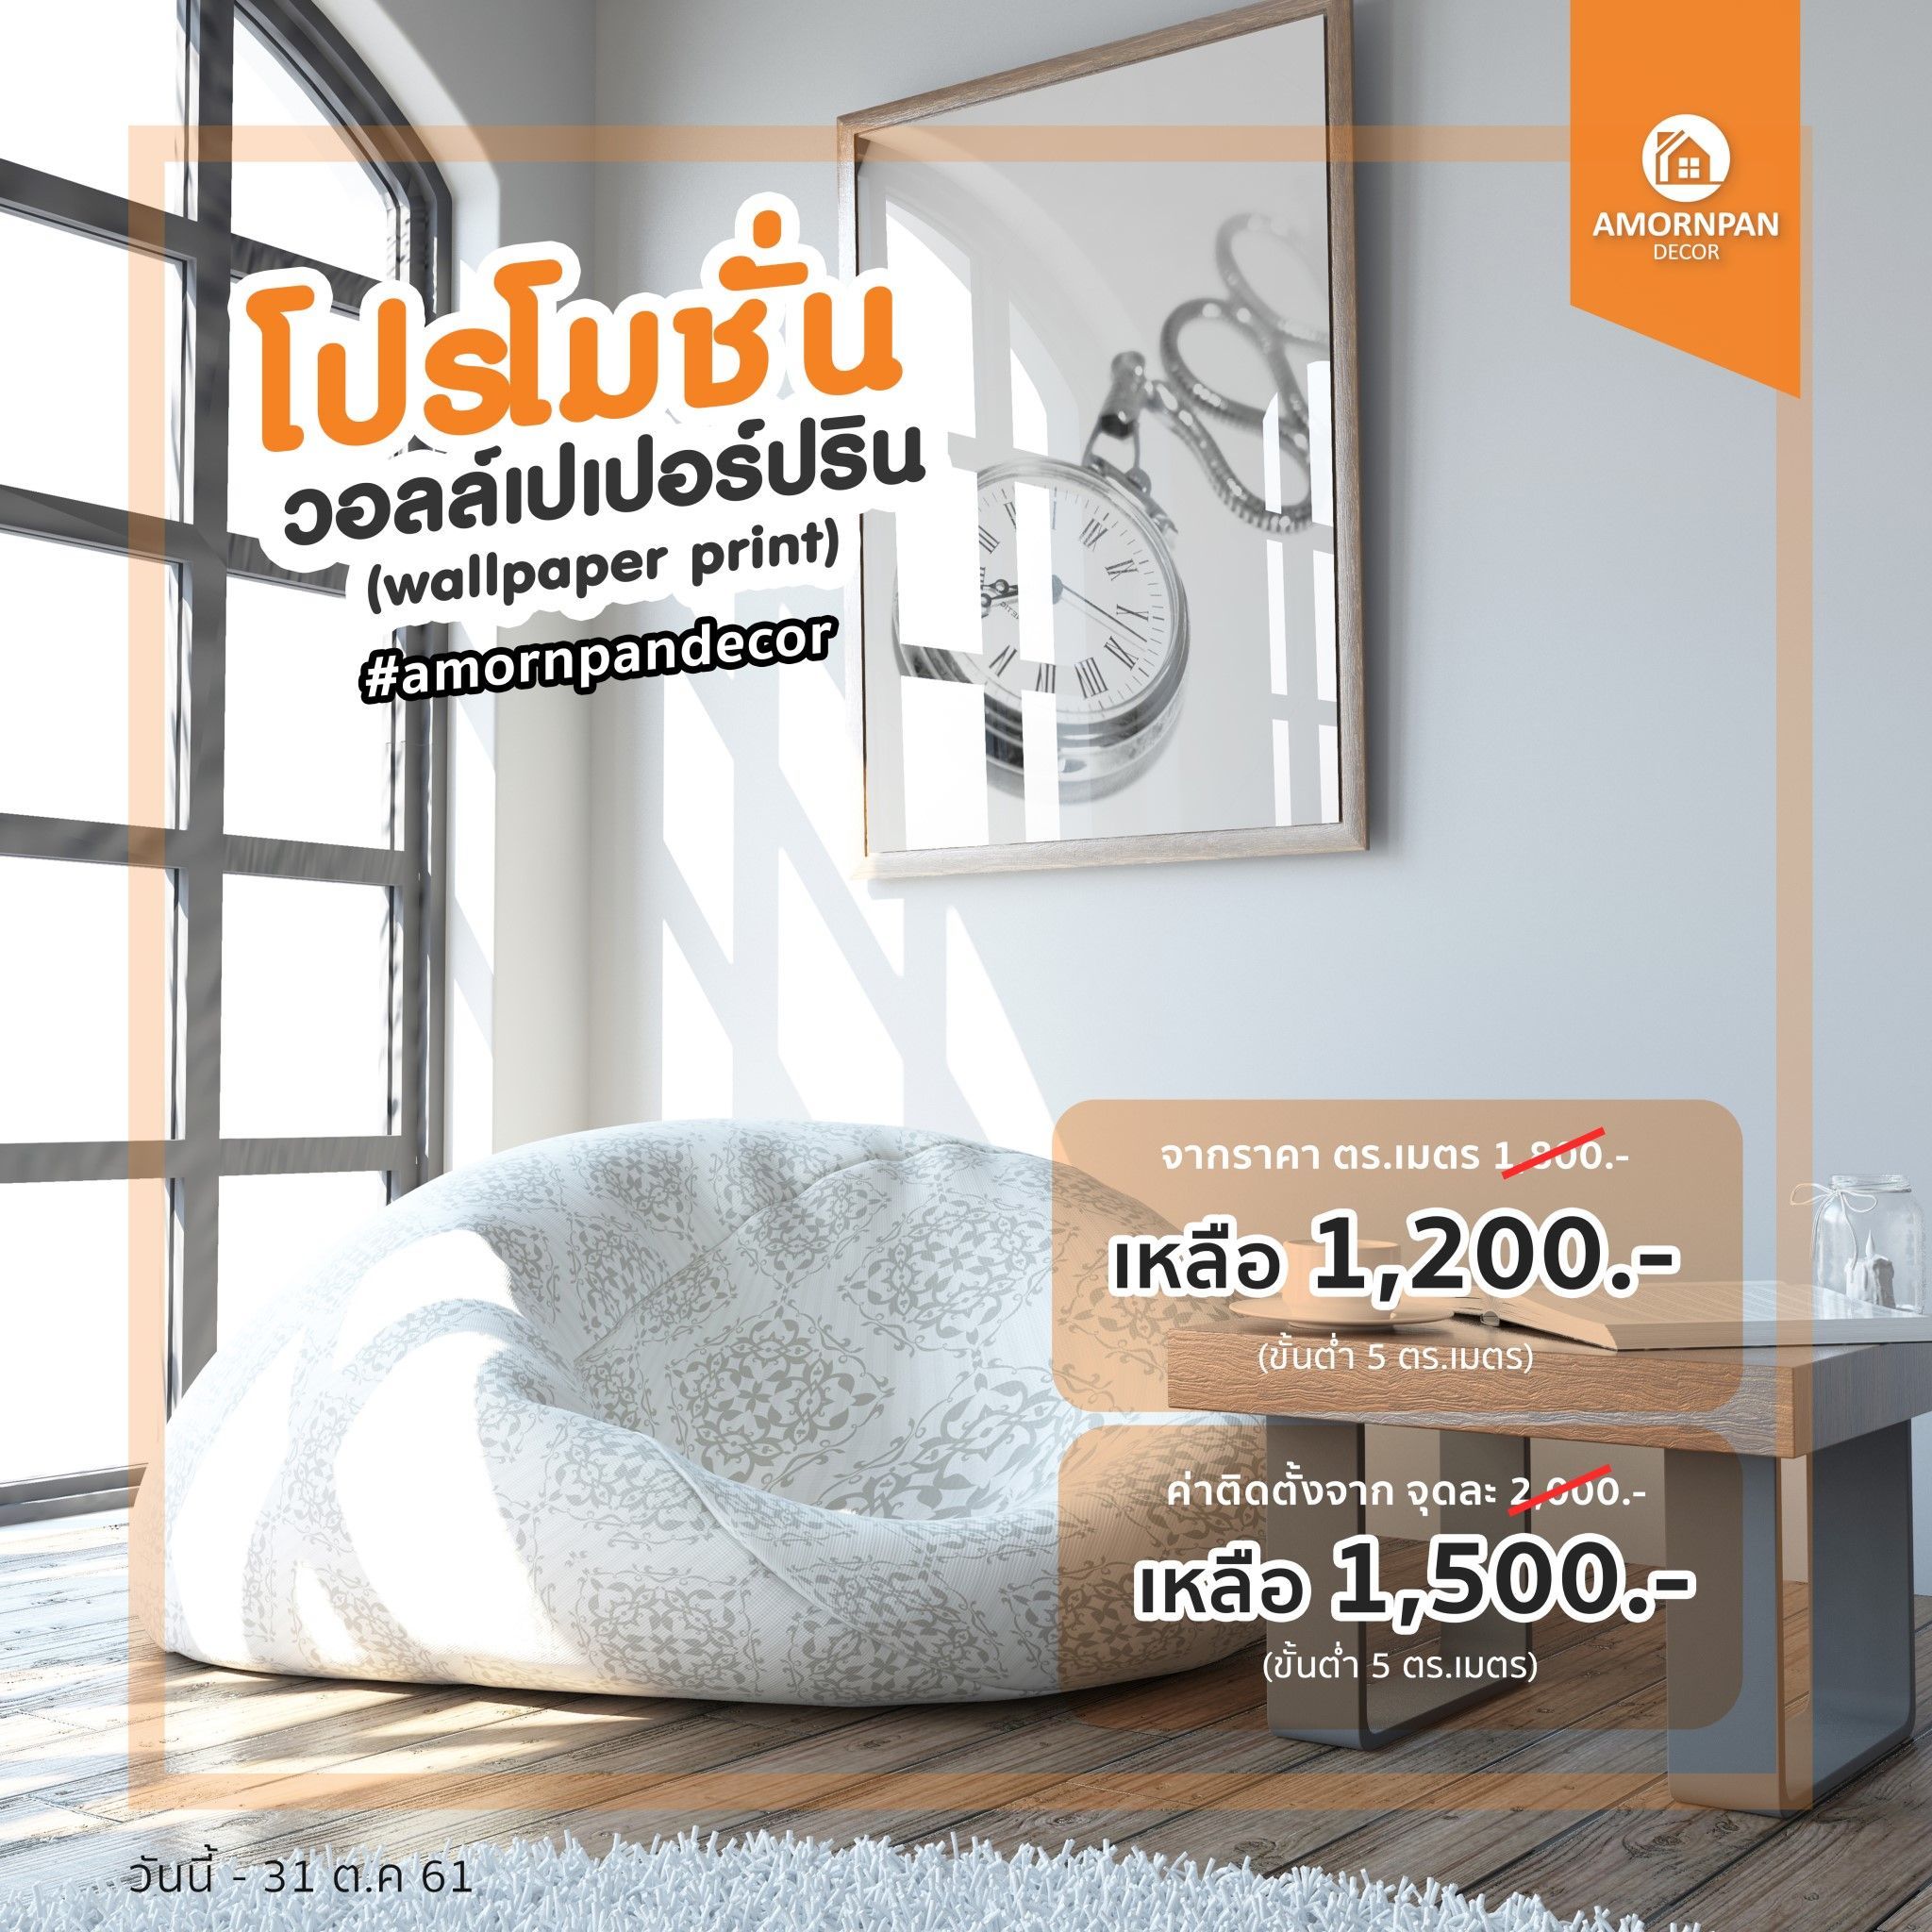 AMORNPAN
DECOR
โปรโมชั่น
วอลล์เปเปอร์ปริน
(wallpaper print)
#amornpandecor
จากราคา ตร.เมตร 1,800.-
เหลือ 1,200.-
(ขั้นต่ำ 5 ตร.เมตร)
ค่าติดตั้งจาก จุดละ 2,000.-
เหลือ 1,500.-
(ขั้นต่ำ 5 ตร.เมตร)
วันนี้ - 31 ต.ค 61